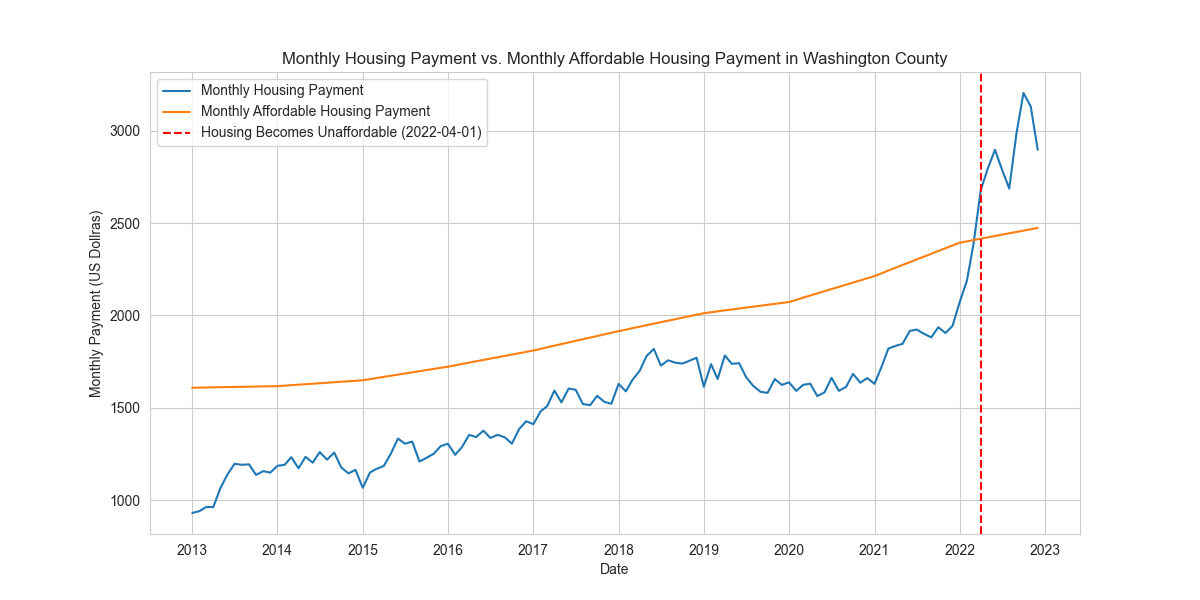 Monthly Housing Payment vs. Monthly Affordable Housing Payment in Washington County
Monthly Housing Payment
Monthly Affordable Housing Payment
Housing Becomes Unaffordable (2022-04-01)
Monthly Payment (US Dollras)
3000
2500
2000
1500
1000
2013 2014 2015 2016 2017 2018 2019 2020 2021 2022 2023
Date